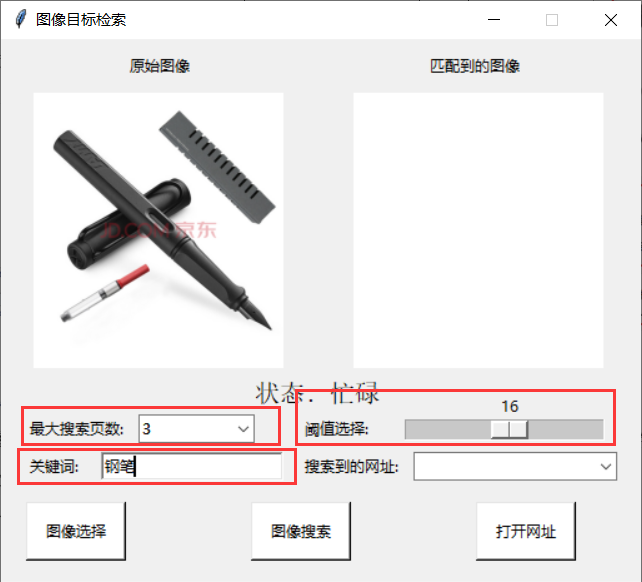 图像目标检索
原始图像
匹配到的图像
JD.COM 京东
状态：忙碌
16
最大搜索页数: 3
阈值选择:
关键词: 钢笔
搜索到的网址:
图像选择
图像搜索
打开网址